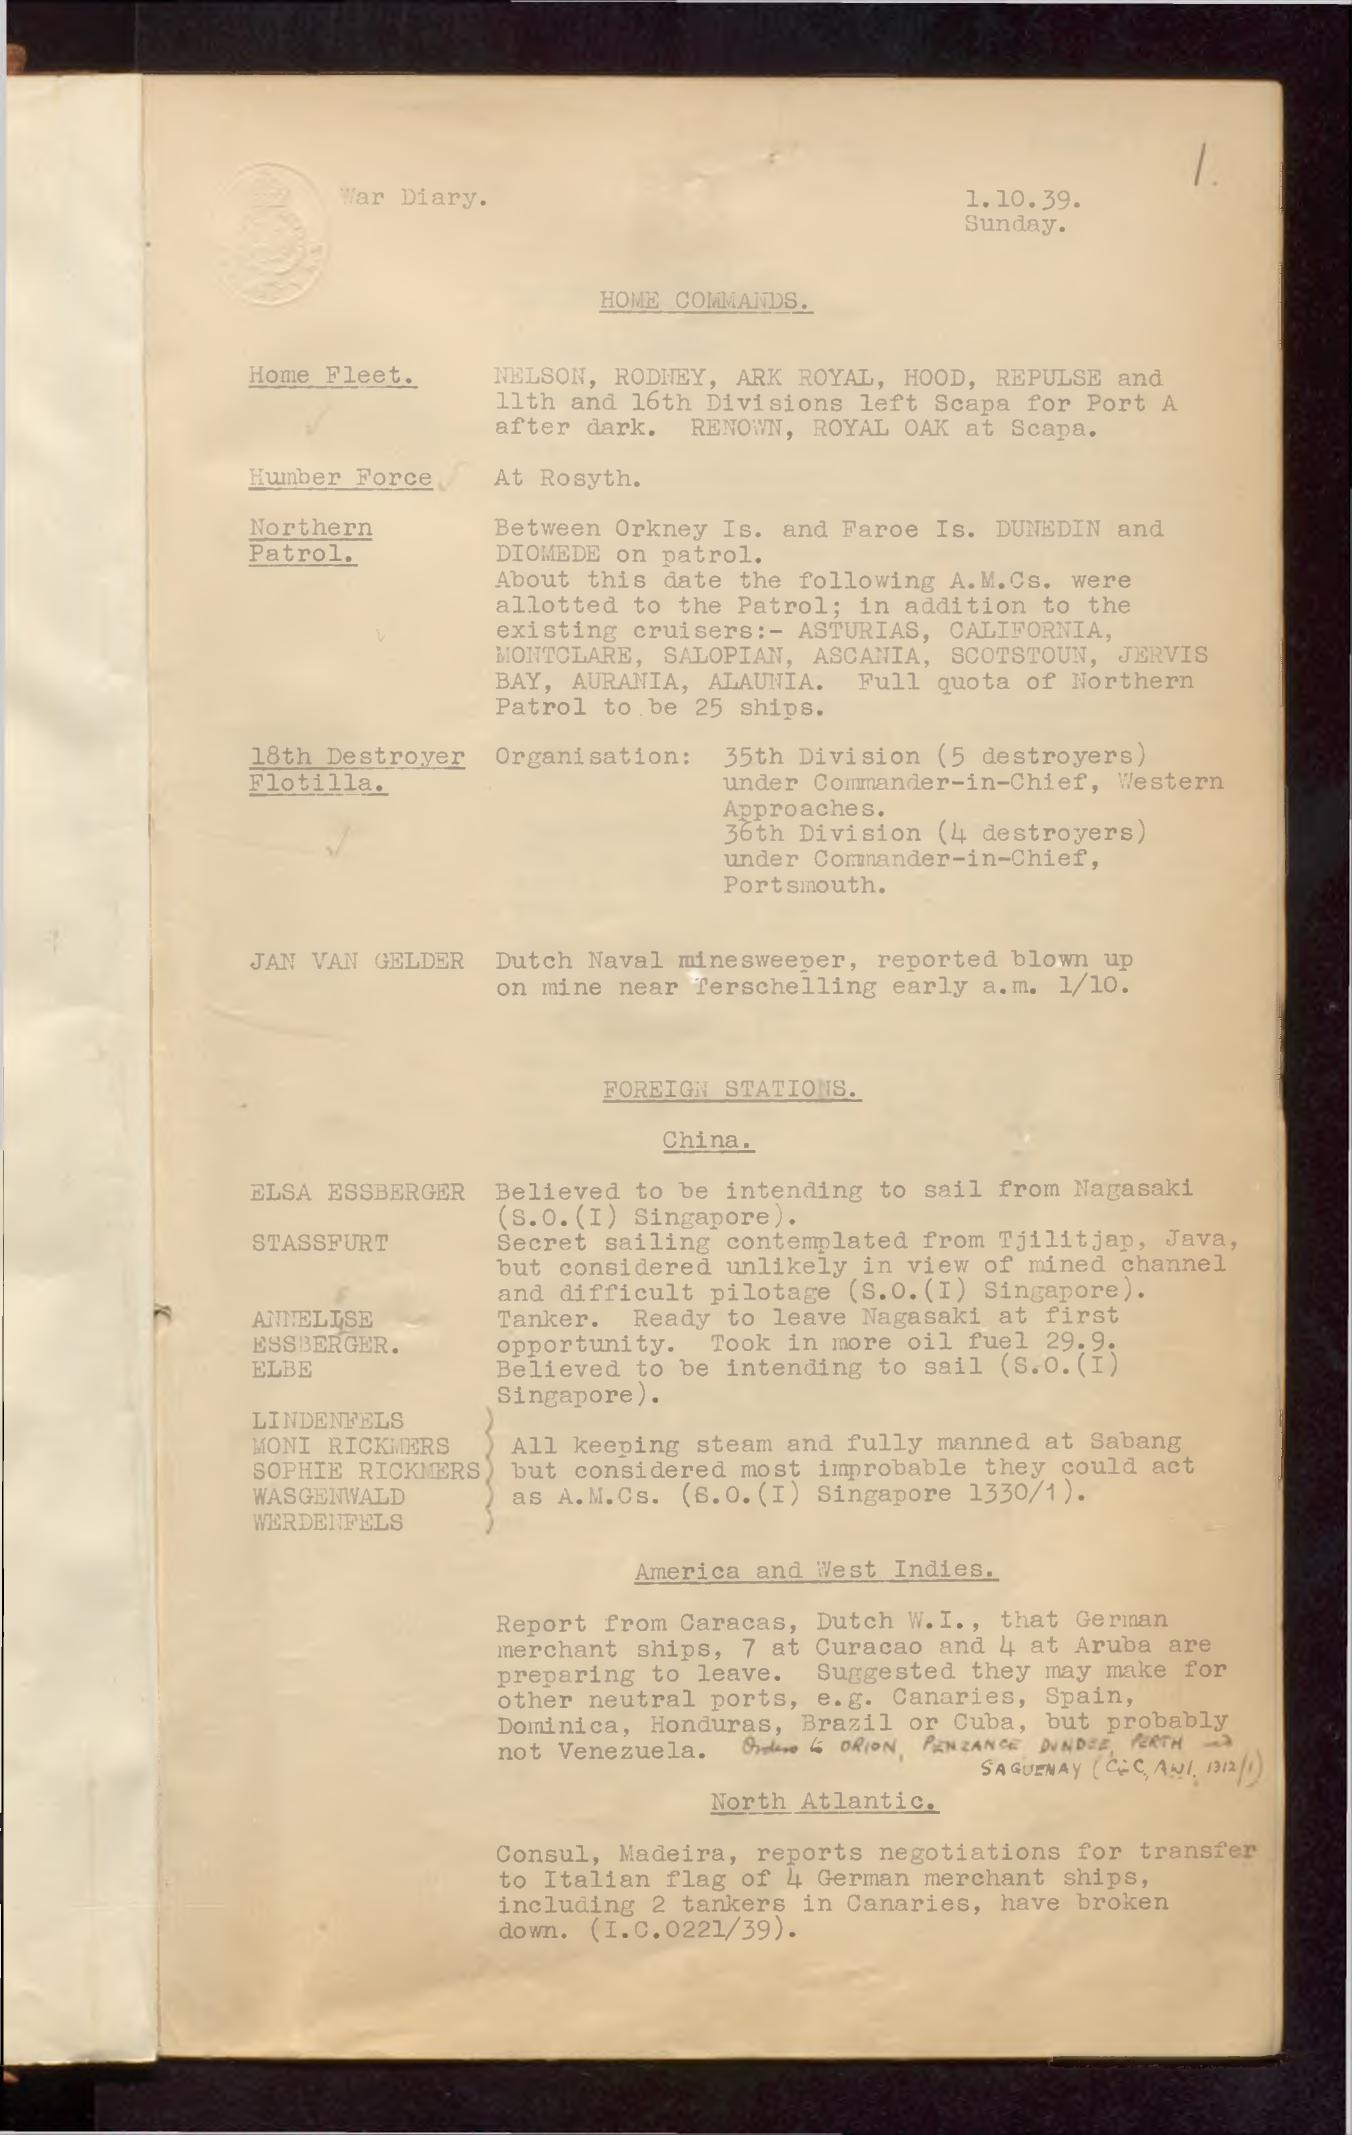 1.
War Diary.
1.10.39.
Sunday.
HOME COMMANDS.
Home Fleet. NELSON, RODNEY, ARK ROYAL, HOOD, REPULSE and
11th and 16th Divisions left Scapa for Port A
after dark. RENOWN, ROYAL OAK at Scapa.
Humber Force At Rosyth.
Northern Between Orkney Is. and Faroe Is. DUNEDIN and
Patrol. DIOMEDE on patrol.
About this date the following A.M.Cs. were
allotted to the Patrol; in addition to the
existing cruisers:- ASTURIAS, CALIFORNIA,
MONTCLARE, SALOPIAN, ASCANIA, SCOTSTOUN, JERVIS
BAY, AURANIA, ALAUNIA. Full quota of Northern
Patrol to be 25 ships.
18th Destroyer Organisation: 35th Division (5 destroyers)
Flotilla. under Commander-in-Chief, Western
Approaches.
36th Division (4 destroyers)
under Commander-in-Chief,
Portsmouth.
JAN VAN GELDER Dutch Naval minesweeper, reported blown up
on mine near Terschelling early a.m. 1/10.
FOREIGN STATIONS.
China.
ELSA ESSBERGER Believed to be intending to sail from Nagasaki
(S.O.(I) Singapore).
STASSFURT Secret sailing contemplated from Tjilitjap, Java,
but considered unlikely in view of mined channel
and difficult pilotage (S.O.(I) Singapore).
ANNELISE Tanker. Ready to leave Nagasaki at first
ESSBERGER. opportunity. Took in more oil fuel 29.9.
ELBE Believed to be intending to sail (S.O.(I)
Singapore).
LINDENFELS )
MONI RICKMERS ) All keeping steam and fully manned at Sabang
SOPHIE RICKMERS) but considered most improbable they could act
WASGENWALD ) as A.M.Cs. (S.O.(I) Singapore 1330/1).
WERDENFELS )
America and West Indies.
Report from Caracas, Dutch W.I., that German
merchant ships, 7 at Curacao and 4 at Aruba are
preparing to leave. Suggested they may make for
other neutral ports, e.g. Canaries, Spain,
Dominica, Honduras, Brazil or Cuba, but probably
not Venezuela. Orders to ORION, PENZANCE DUNDEE, PERTH and
SAGUENAY (C-in-C, AWI, 1312/1)
North Atlantic.
Consul, Madeira, reports negotiations for transfer
to Italian flag of 4 German merchant ships,
including 2 tankers in Canaries, have broken
down. (I.C.0221/39).